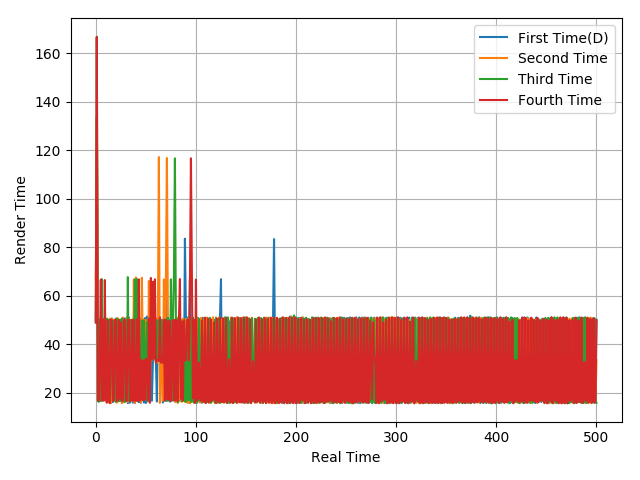 First Time(D)
Second Time
Third Time
Fourth Time
Render Time
160
140
120
100
80
60
40
20
0
100
200
300
400
500
Real Time